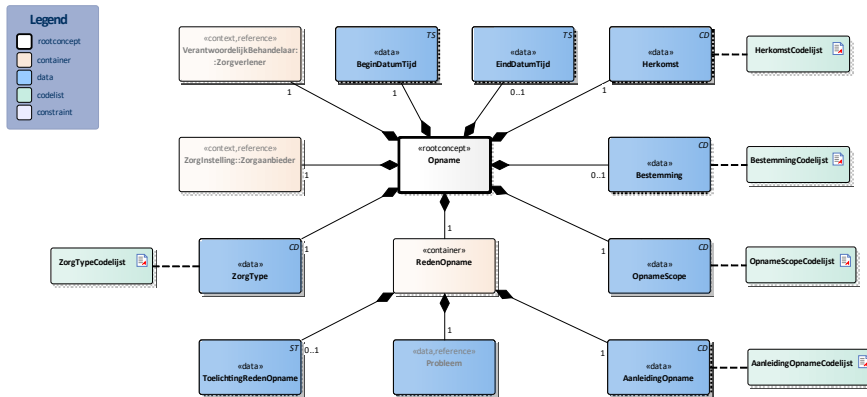 Legend
rootconcept
container
data
codelist
constraint
«context,reference»
VerantwoordelijkBehandelaar:
:Zorgverlener
1
TS
«data»
BeginDatumTijd
1
TS
«data»
EindDatumTijd
0..1
CD
«data»
Herkomst
1
HerkomstCodelijst
«context,reference»
ZorgInstelling::Zorgaanbieder
1
«rootconcept»
Opname
CD
«data»
Bestemming
0..1
BestemmingCodelijst
ZorgTypeCodelijst
CD
«data»
ZorgType
1
1
«container»
RedenOpname
1
CD
«data»
OpnameScope
OpnameScopeCodelijst
ST
«data»
ToelichtingRedenOpname
0..1
1
«data,reference»
Probleem
1
CD
«data»
AanleidingOpname
AanleidingOpnameCodelijst